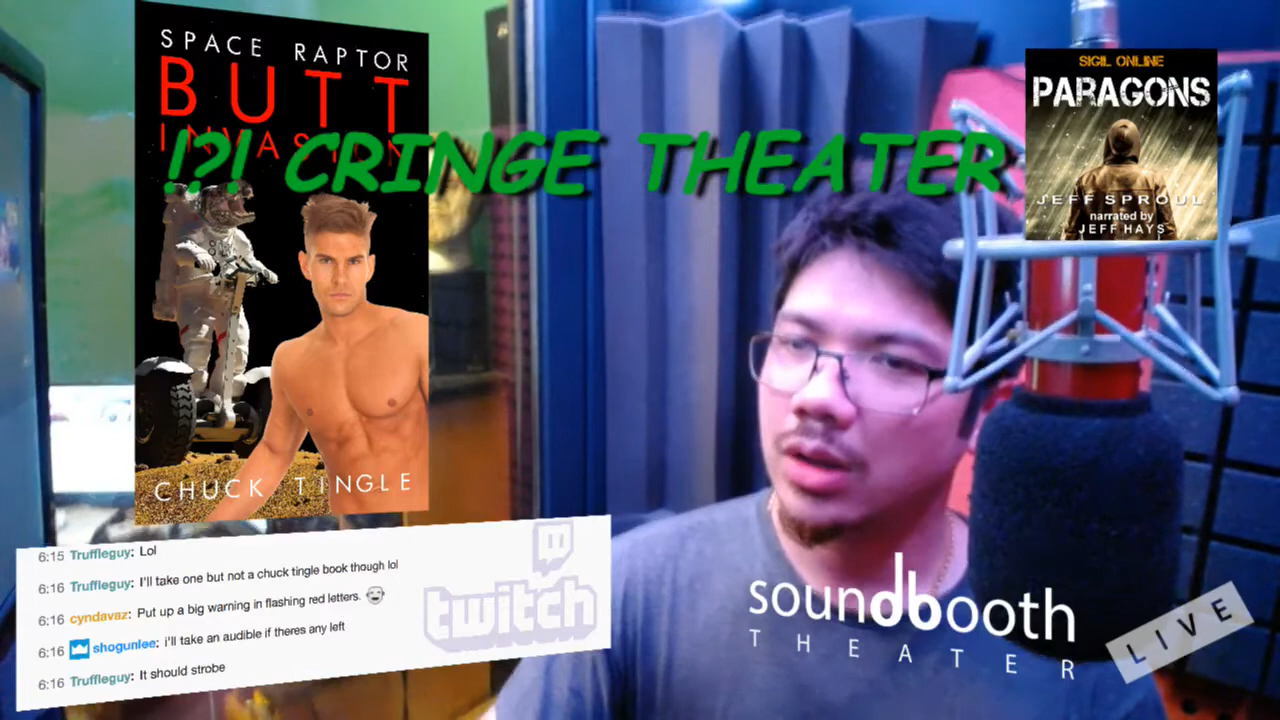 SPACE RAPTOR
BUTT
INVASION
!?! CRINGE THEATER
CHUCK TINGLE
SIGIL ONLINE
PARAGONS
JEFF SPROUL
narrated by
JEFF HAYS
6:15 Truffleguy: Lol
6:16 Truffleguy: I'll take one but not a chuck tingle book though lol
6:16 cyndavaz: Put up a big warning in flashing red letters. 😂
6:16 shogunlee: i'll take an audible if theres any left
6:16 Truffleguy: It should strobe
twitch
soundbooth
THEATER
LIVE